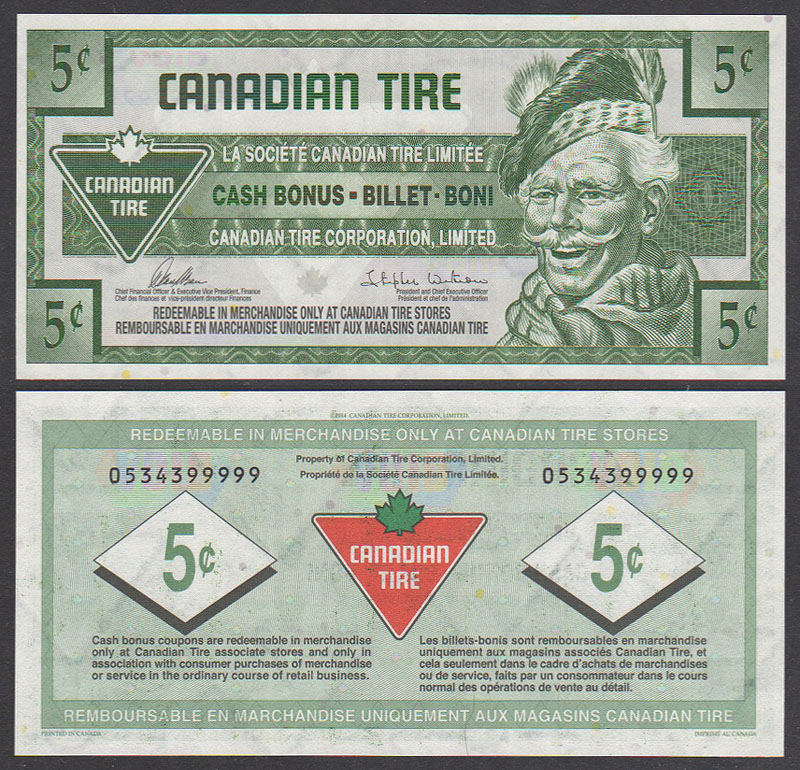 5¢
5¢
CANADIAN TIRE
LA SOCIÉTÉ CANADIAN TIRE LIMITÉE
CANADIAN
TIRE
CASH BONUS - BILLET - BONI
CANADIAN TIRE CORPORATION, LIMITED
Chief Financial Officer & Executive Vice President, Finance
Chef des finances et vice-président directeur Finances
President and Chief Executive Officer
Président et chef de l'administration
5¢
5¢
REDEEMABLE IN MERCHANDISE ONLY AT CANADIAN TIRE STORES
REMBOURSABLE EN MARCHANDISE UNIQUEMENT AUX MAGASINS CANADIAN TIRE
©2014 CANADIAN TIRE CORPORATION, LIMITED.
REDEEMABLE IN MERCHANDISE ONLY AT CANADIAN TIRE STORES
Property of Canadian Tire Corporation, Limited.
Propriété de la Société Canadian Tire Limitée.
0534399999
0534399999
5¢
CANADIAN
TIRE
5¢
Cash bonus coupons are redeemable in merchandise
only at Canadian Tire associate stores and only in
association with consumer purchases of merchandise
or service in the ordinary course of retail business.
Les billets-bonis sont remboursables en marchandise
uniquement aux magasins associés Canadian Tire, et
cela seulement dans le cadre d'achats de marchandises
ou de service, faits par un consommateur dans le cours
normal des opérations de vente au détail.
REMBOURSABLE EN MARCHANDISE UNIQUEMENT AUX MAGASINS CANADIAN TIRE
PRINTED IN CANADA
IMPRIMÉ AU CANADA